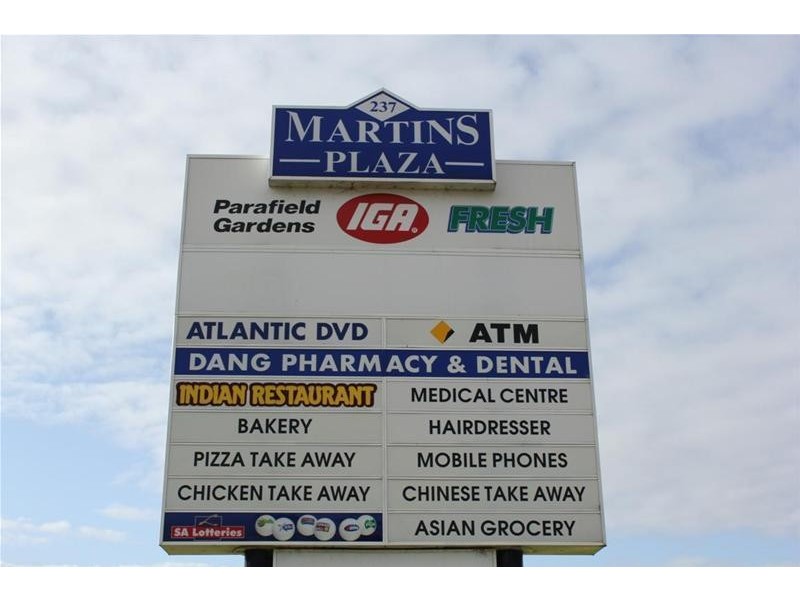 237
MARTINS
PLAZA
Parafield
Gardens
IGA
FRESH
ATLANTIC DVD
ATM
DANG PHARMACY & DENTAL
INDIAN RESTAURANT
MEDICAL CENTRE
BAKERY
HAIRDRESSER
PIZZA TAKE AWAY
MOBILE PHONES
CHICKEN TAKE AWAY
CHINESE TAKE AWAY
SA Lotteries
ASIAN GROCERY